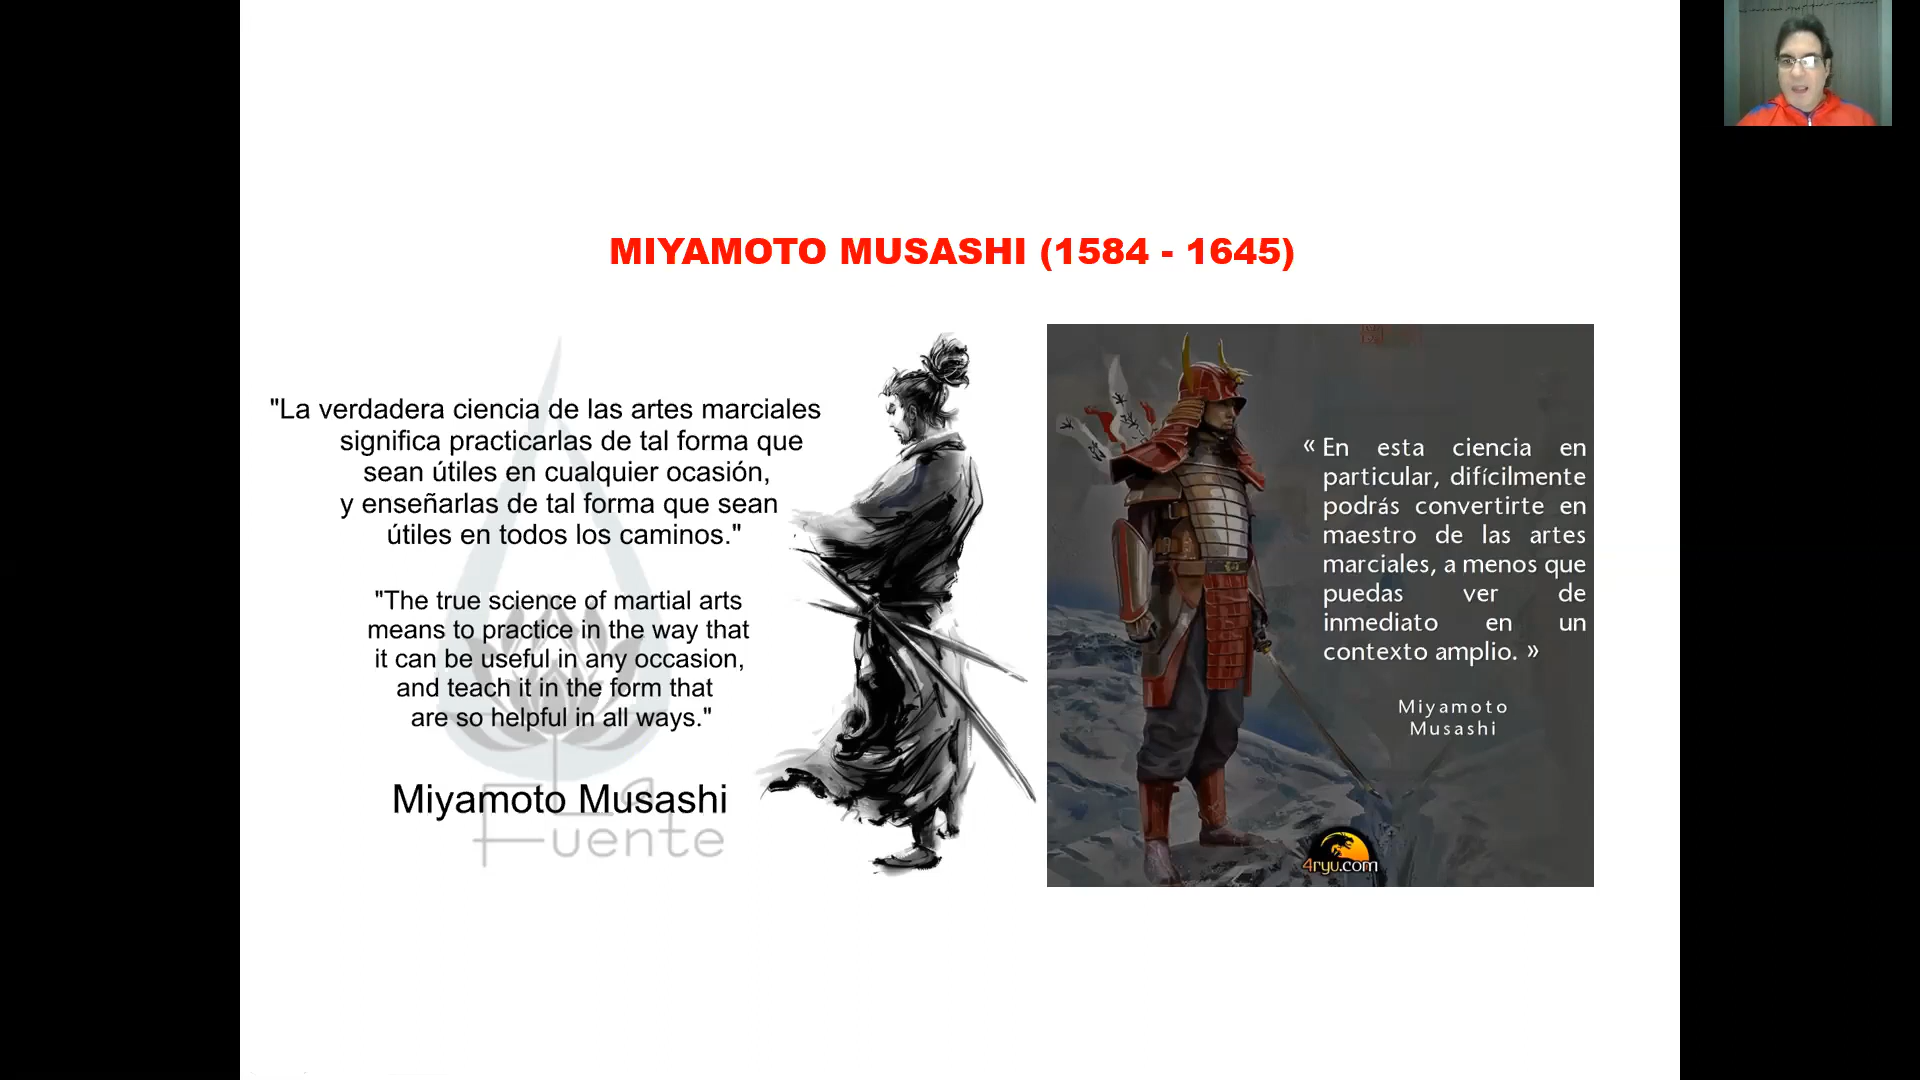 MIYAMOTO MUSASHI (1584 - 1645)
"La verdadera ciencia de las artes marciales
significa practicarlas de tal forma que
sean útiles en cualquier ocasión,
y enseñarlas de tal forma que sean
útiles en todos los caminos."
"The true science of martial arts
means to practice in the way that
it can be useful in any occasion,
and teach it in the form that
are so helpful in all ways."
Miyamoto Musashi
Fuente
« En esta ciencia en
particular, difícilmente
podrás convertirte en
maestro de las artes
marciales, a menos que
puedas ver de
inmediato en un
contexto amplio. »
Miyamoto
Musashi
4ryu.com